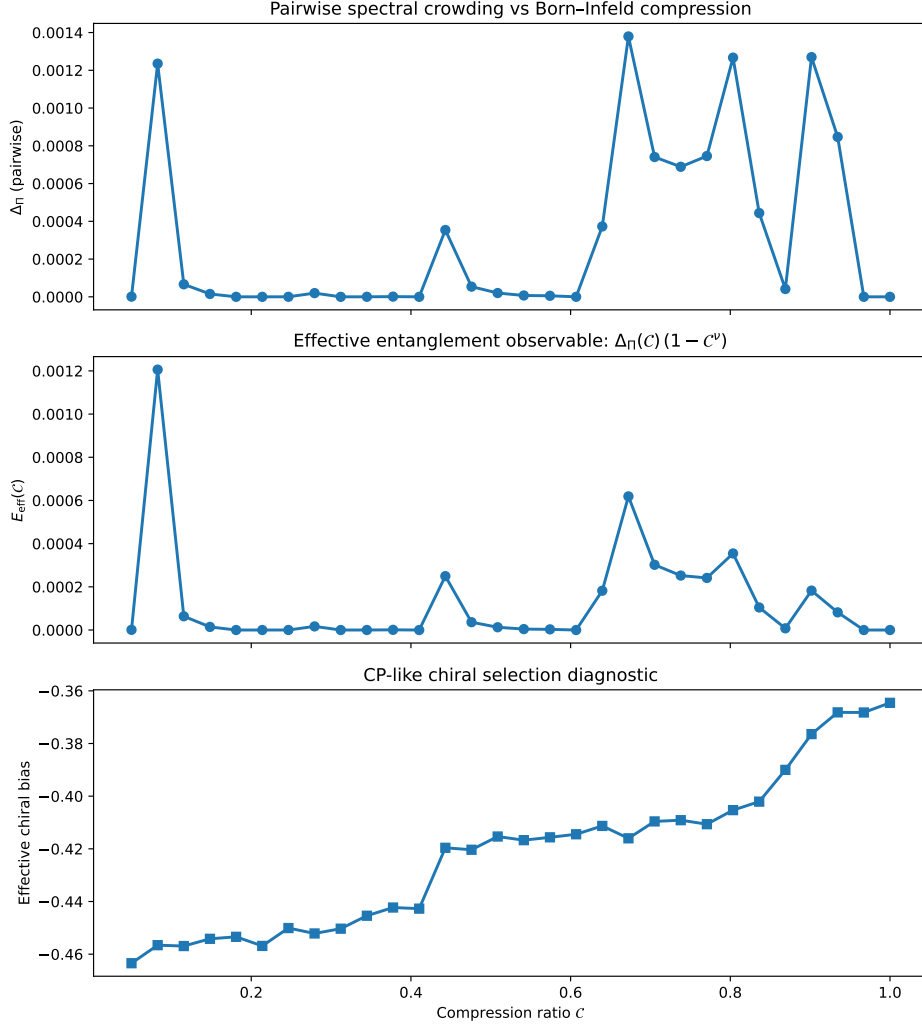 Pairwise spectral crowding vs Born–Infeld compression
0.0014
0.0012
0.0010
0.0008
0.0006
0.0004
0.0002
0.0000
Δ_Π (pairwise)
Effective entanglement observable: Δ_Π(𝒞) (1 − 𝒞^ν)
0.0012
0.0010
0.0008
0.0006
0.0004
0.0002
0.0000
E_eff(𝒞)
CP-like chiral selection diagnostic
−0.36
−0.38
−0.40
−0.42
−0.44
−0.46
Effective chiral bias
0.2 0.4 0.6 0.8 1.0
Compression ratio 𝒞